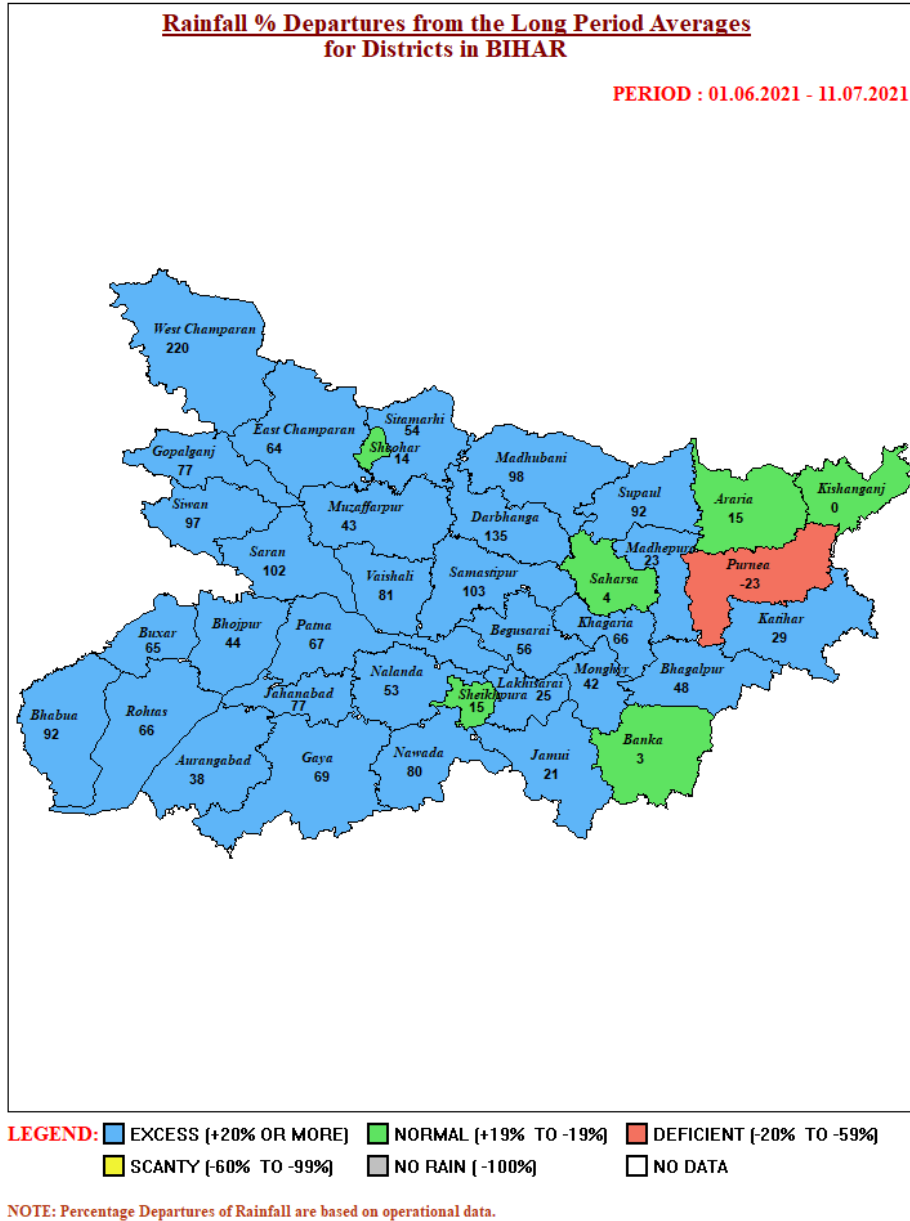 Rainfall % Departures from the Long Period Averages
for Districts in BIHAR
PERIOD : 01.06.2021 - 11.07.2021
West Champaran
220
East Champaran
64
Sitamarhi
54
Sheohar
14
Gopalganj
77
Madhubani
98
Siwan
97
Muzaffarpur
43
Darbhanga
135
Supaul
92
Araria
15
Kishanganj
0
Saran
102
Vaishali
81
Samastipur
103
Saharsa
4
Madhepura
23
Purnea
-23
Buxar
65
Bhojpur
44
Patna
67
Begusarai
56
Khagaria
66
Katihar
29
Nalanda
53
Lakhisarai
25
Monghyr
42
Bhagalpur
48
Jahanabad
77
Sheikhpura
15
Bhabua
92
Rohtas
66
Aurangabad
38
Gaya
69
Nawada
80
Jamui
21
Banka
3
LEGEND: EXCESS (+20% OR MORE) NORMAL (+19% TO -19%) DEFICIENT (-20% TO -59%)
SCANTY (-60% TO -99%) NO RAIN ( -100%) NO DATA
NOTE: Percentage Departures of Rainfall are based on operational data.